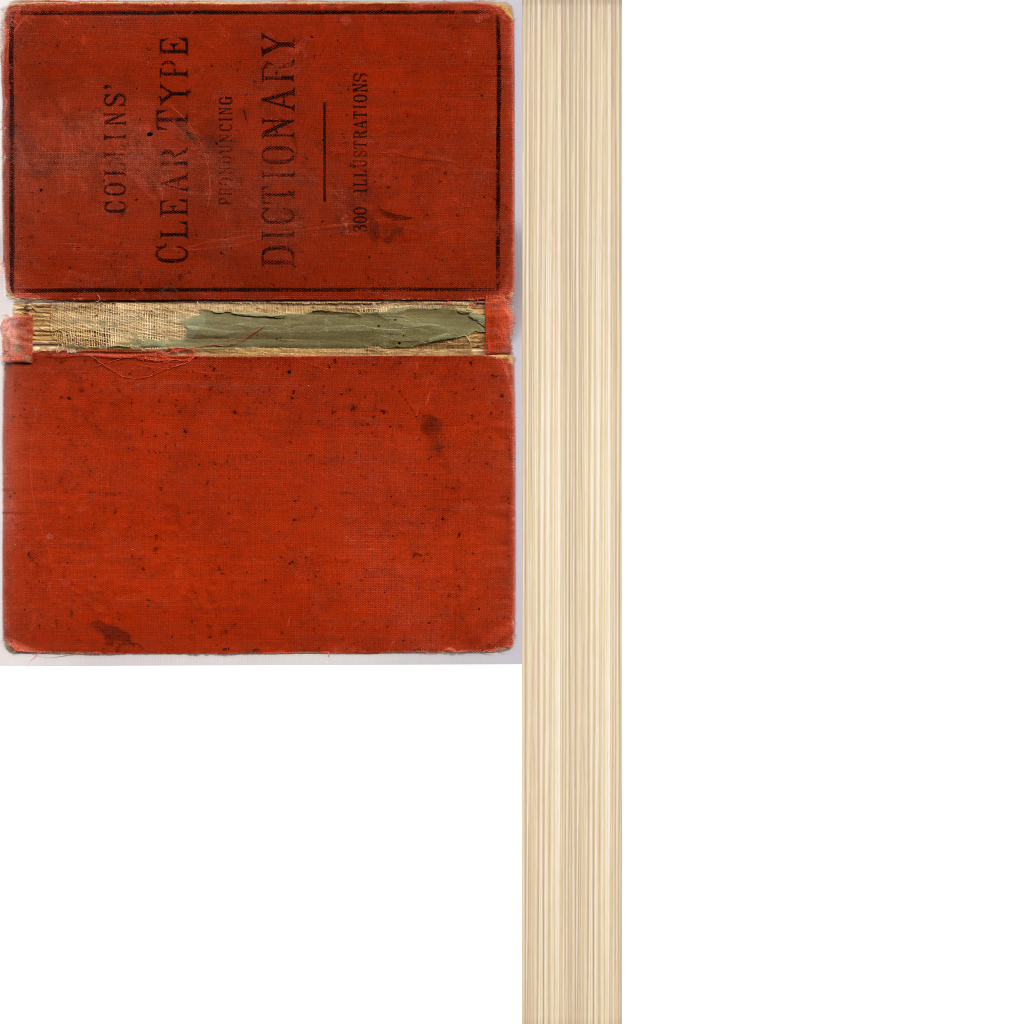 COLLINS'
CLEAR TYPE
PRONOUNCING
DICTIONARY
300 ILLUSTRATIONS